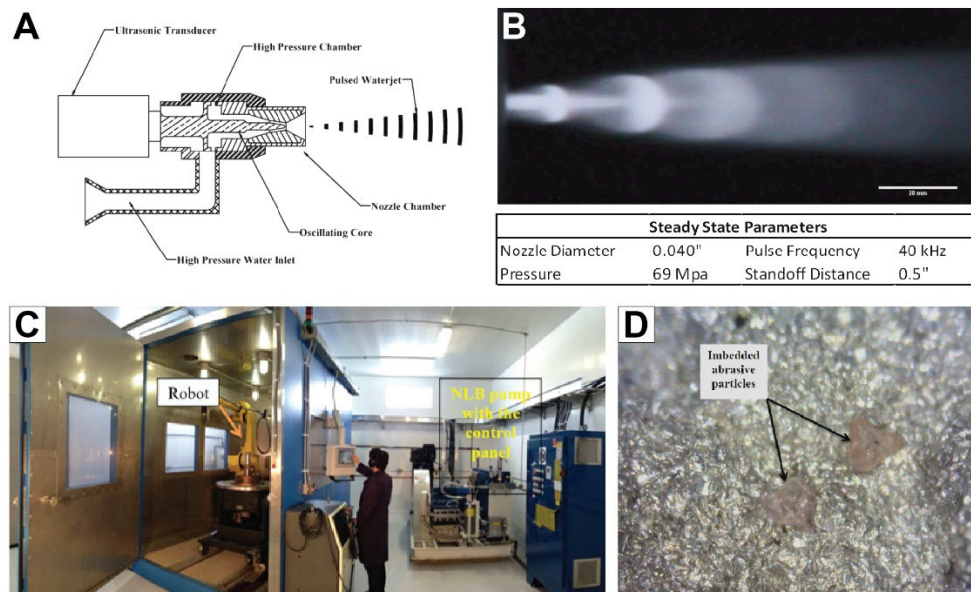 A
Ultrasonic Transducer
High Pressure Chamber
Pulsed Waterjet
Nozzle Chamber
Oscillating Core
High Pressure Water Inlet
B
20 mm
Steady State Parameters
Nozzle Diameter 0.040" Pulse Frequency 40 kHz
Pressure 69 Mpa Standoff Distance 0.5"
C
Robot
NLB pump
with the
control
panel
D
Imbedded
abrasive
particles